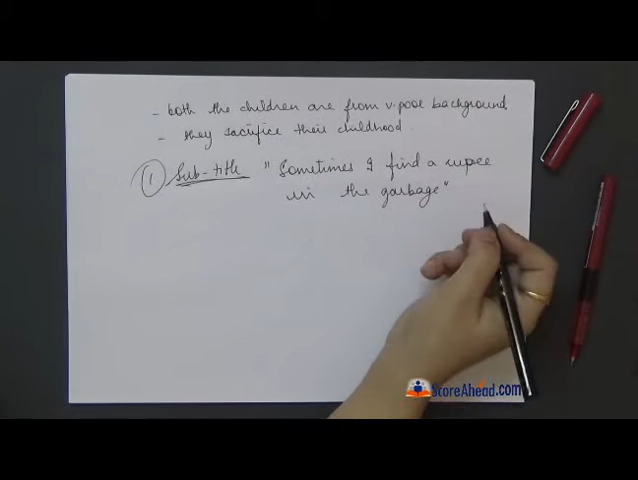 - both the children are from v. poor background.
- they sacrifice their childhood.
① Sub-title " Sometimes I find a rupee
in the garbage"
ScoreAhead.com